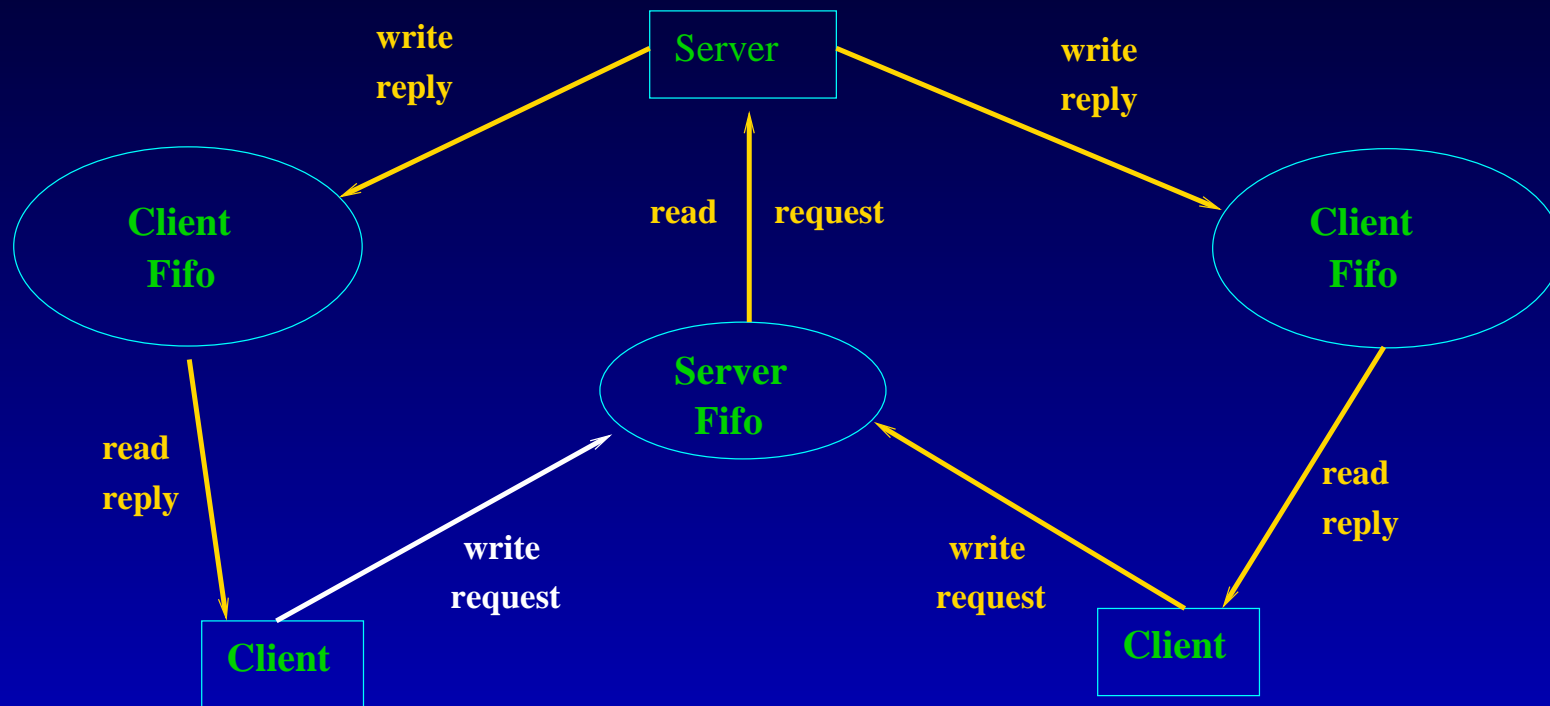 write
reply
Server
write
reply
Client
Fifo
read request
Client
Fifo
Server
Fifo
read
reply
read
reply
write
request
write
request
Client
Client